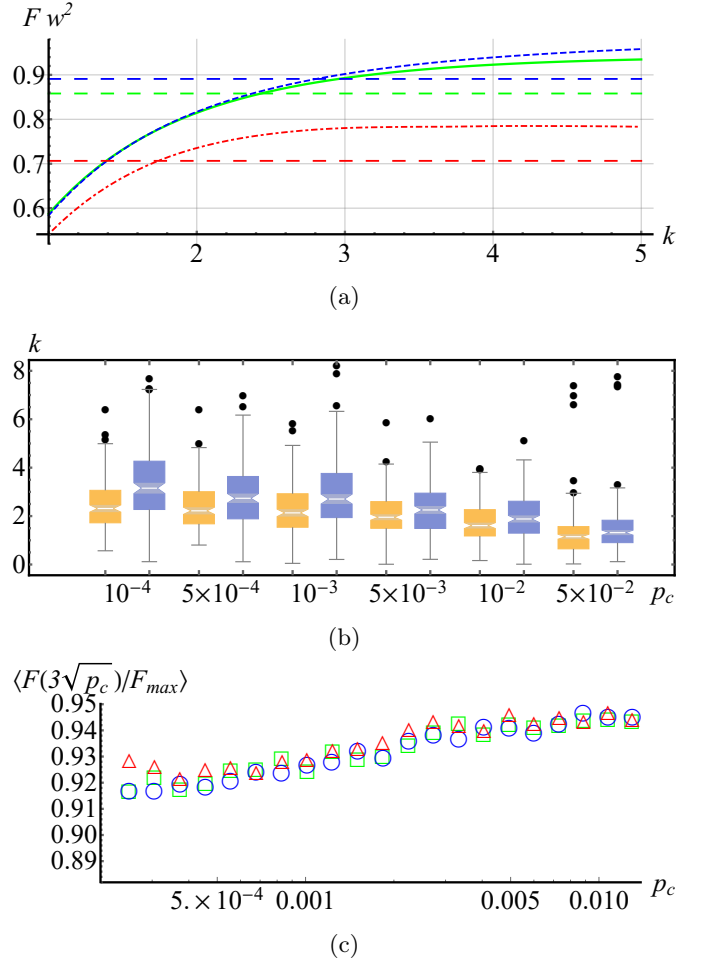 F w²
0.9
0.8
0.7
0.6
2 3 4 5 k
(a)
k
8
6
4
2
0
10⁻⁴ 5×10⁻⁴ 10⁻³ 5×10⁻³ 10⁻² 5×10⁻² p_c
(b)
⟨F(3√p_c)/F_max⟩
0.95
0.94
0.93
0.92
0.91
0.90
0.89
5.×10⁻⁴ 0.001 0.005 0.010 p_c
(c)